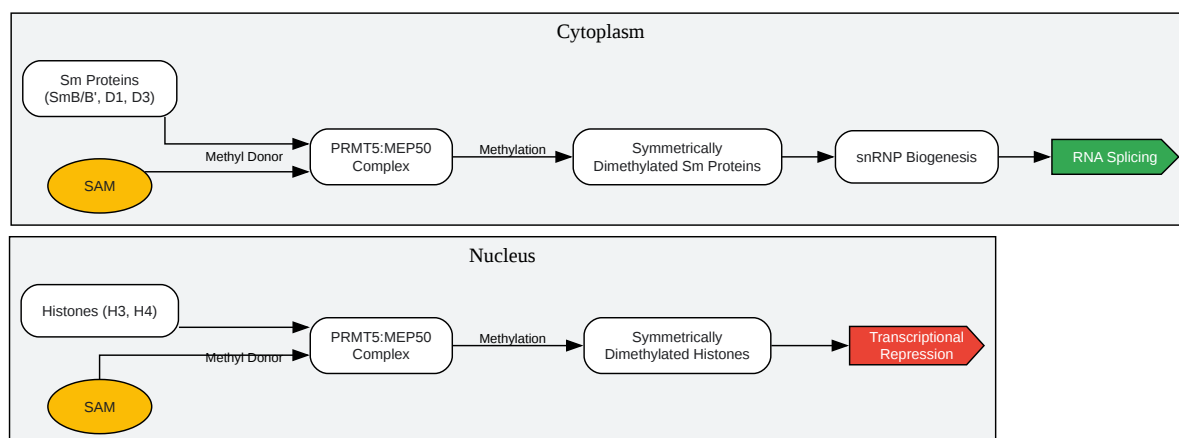 Cytoplasm
Sm Proteins
(SmB/B', D1, D3)
Methyl Donor
SAM
PRMT5:MEP50
Complex
Methylation
Symmetrically
Dimethylated Sm Proteins
snRNP Biogenesis
RNA Splicing
Nucleus
Histones (H3, H4)
Methyl Donor
SAM
PRMT5:MEP50
Complex
Methylation
Symmetrically
Dimethylated Histones
Transcriptional
Repression